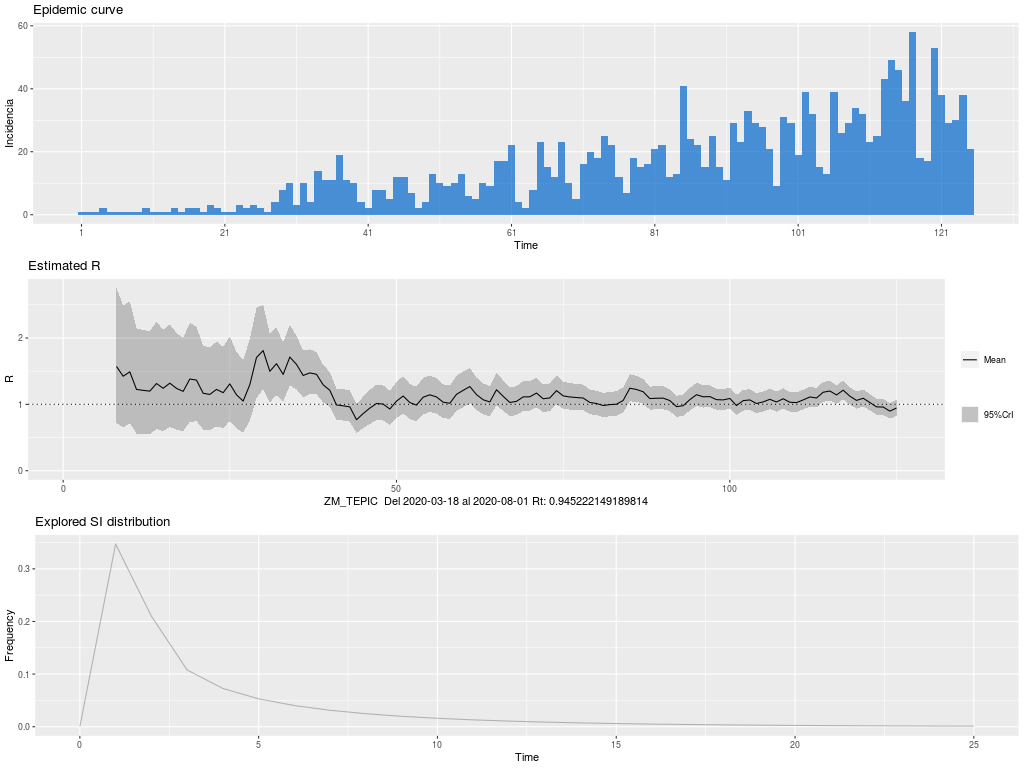 Epidemic curve
60
40
20
0
Incidencia
1 21 41 61 81 101 121
Time
Estimated R
2
1
0
R
Mean
95%CrI
0 50 100
ZM_TEPIC Del 2020-03-18 al 2020-08-01 Rt: 0.945222149189814
Explored SI distribution
0.3
0.2
0.1
0.0
Frequency
0 5 10 15 20 25
Time